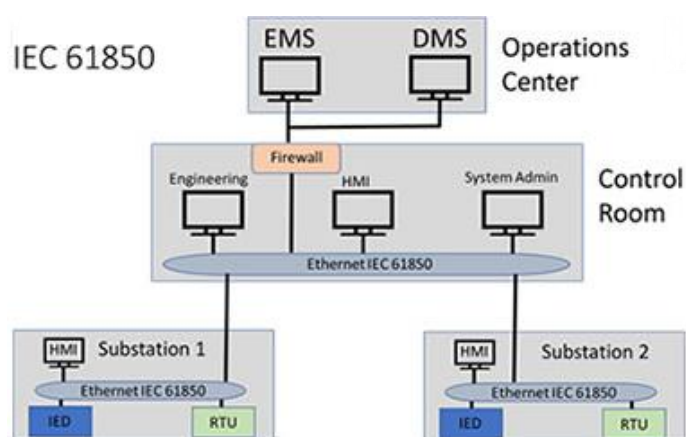 IEC 61850
EMS
DMS
Operations
Center
Firewall
Engineering
HMI
System Admin
Control
Room
Ethernet IEC 61850
HMI
Substation 1
Ethernet IEC 61850
IED
RTU
HMI
Substation 2
Ethernet IEC 61850
IED
RTU